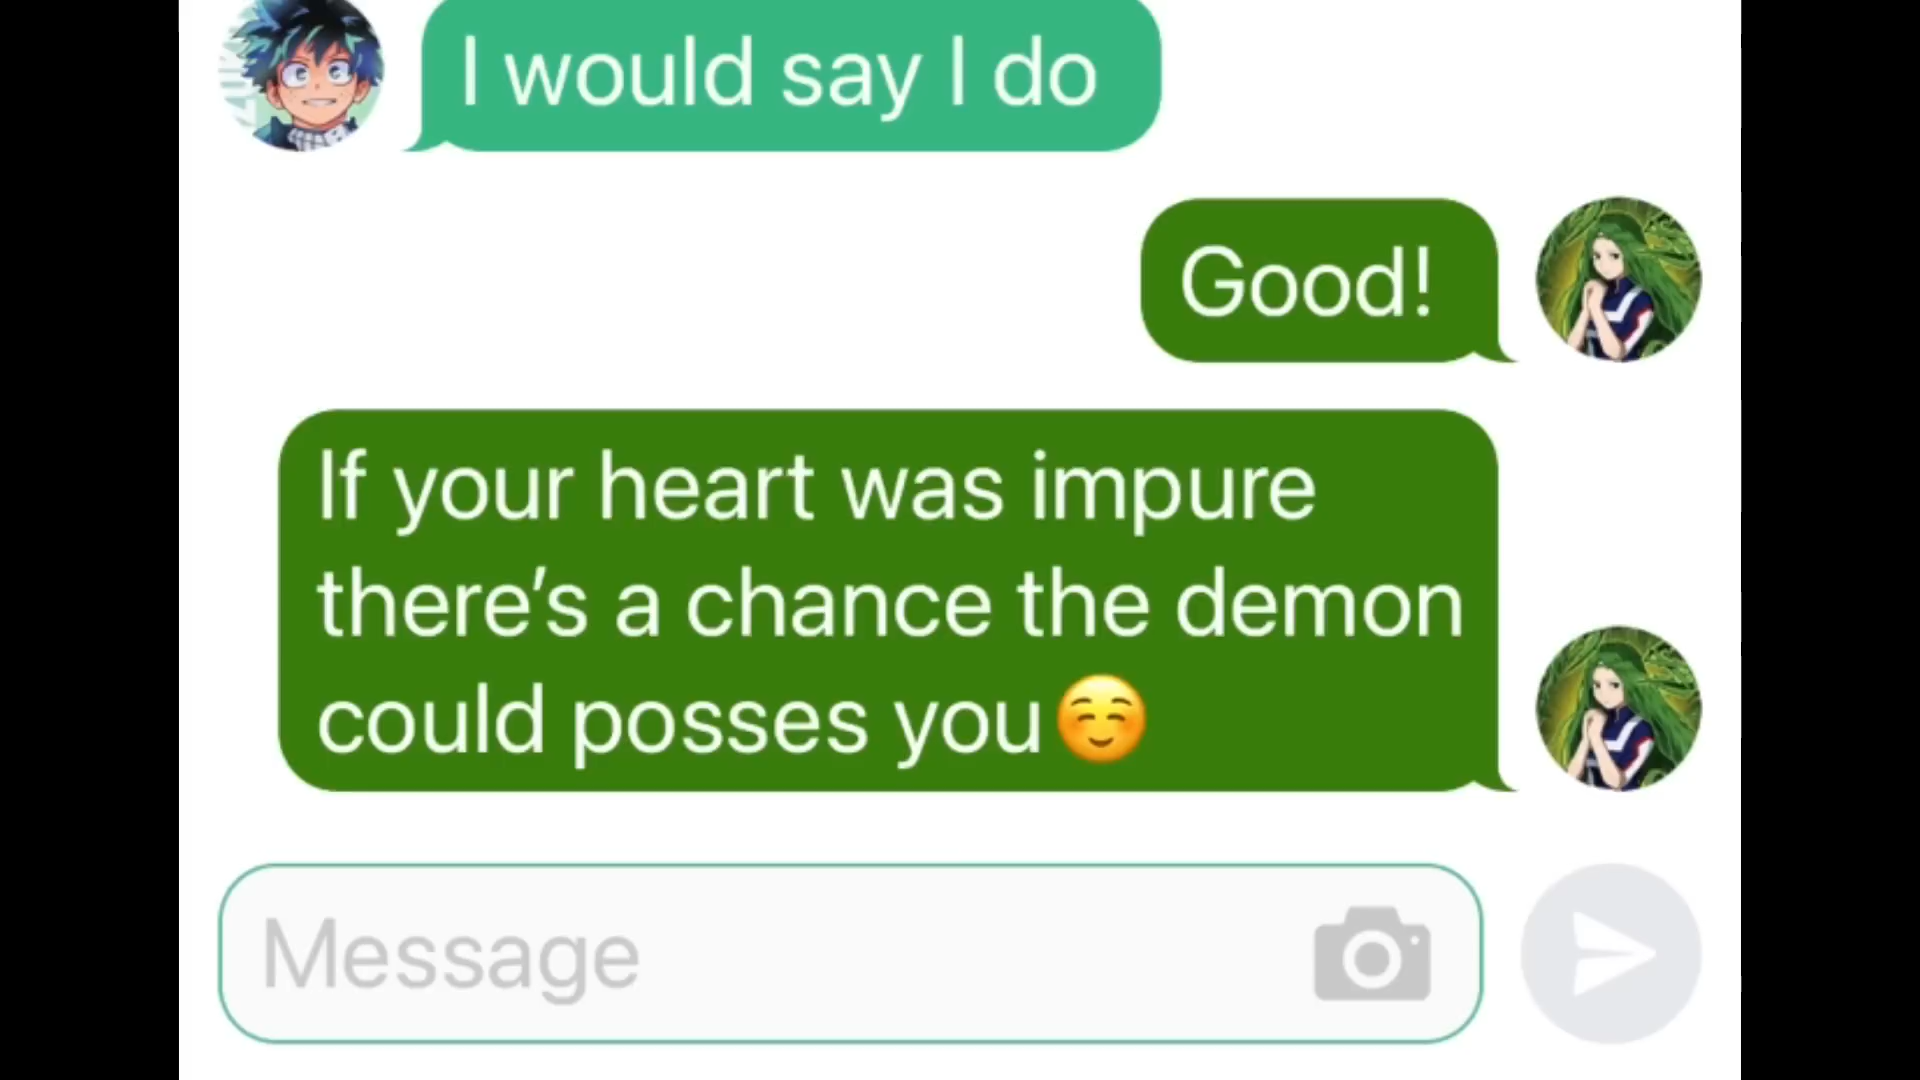 I would say I do
Good!
If your heart was impure
there’s a chance the demon
could posses you☺️
Message